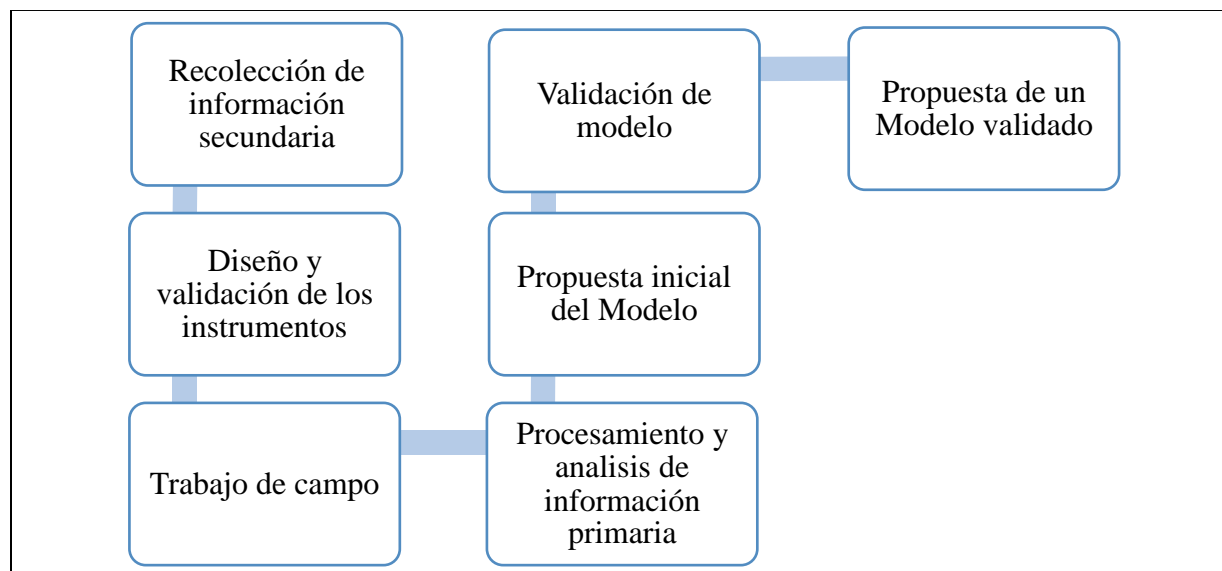 Recolección de
información
secundaria
Diseño y
validación de los
instrumentos
Trabajo de campo
Procesamiento y
analisis de
información
primaria
Propuesta inicial
del Modelo
Validación de
modelo
Propuesta de un
Modelo validado